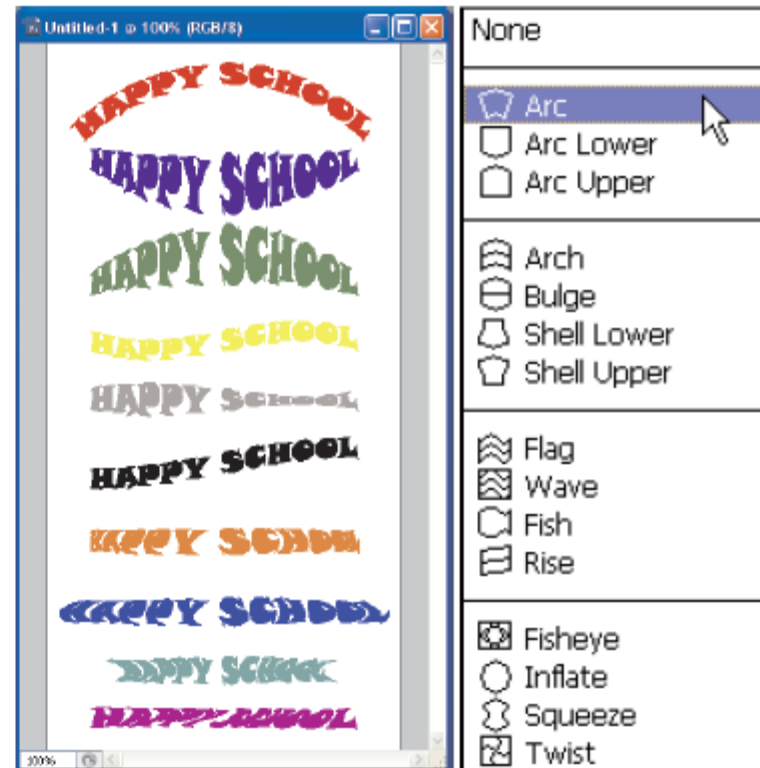 Untitled-1 @ 100% (RGB/8)
HAPPY SCHOOL
HAPPY SCHOOL
HAPPY SCHOOL
HAPPY SCHOOL
HAPPY SCHOOL
HAPPY SCHOOL
HAPPY SCHOOL
HAPPY SCHOOL
HAPPY SCHOOL
HAPPY SCHOOL
100%
None
Arc
Arc Lower
Arc Upper
Arch
Bulge
Shell Lower
Shell Upper
Flag
Wave
Fish
Rise
Fisheye
Inflate
Squeeze
Twist